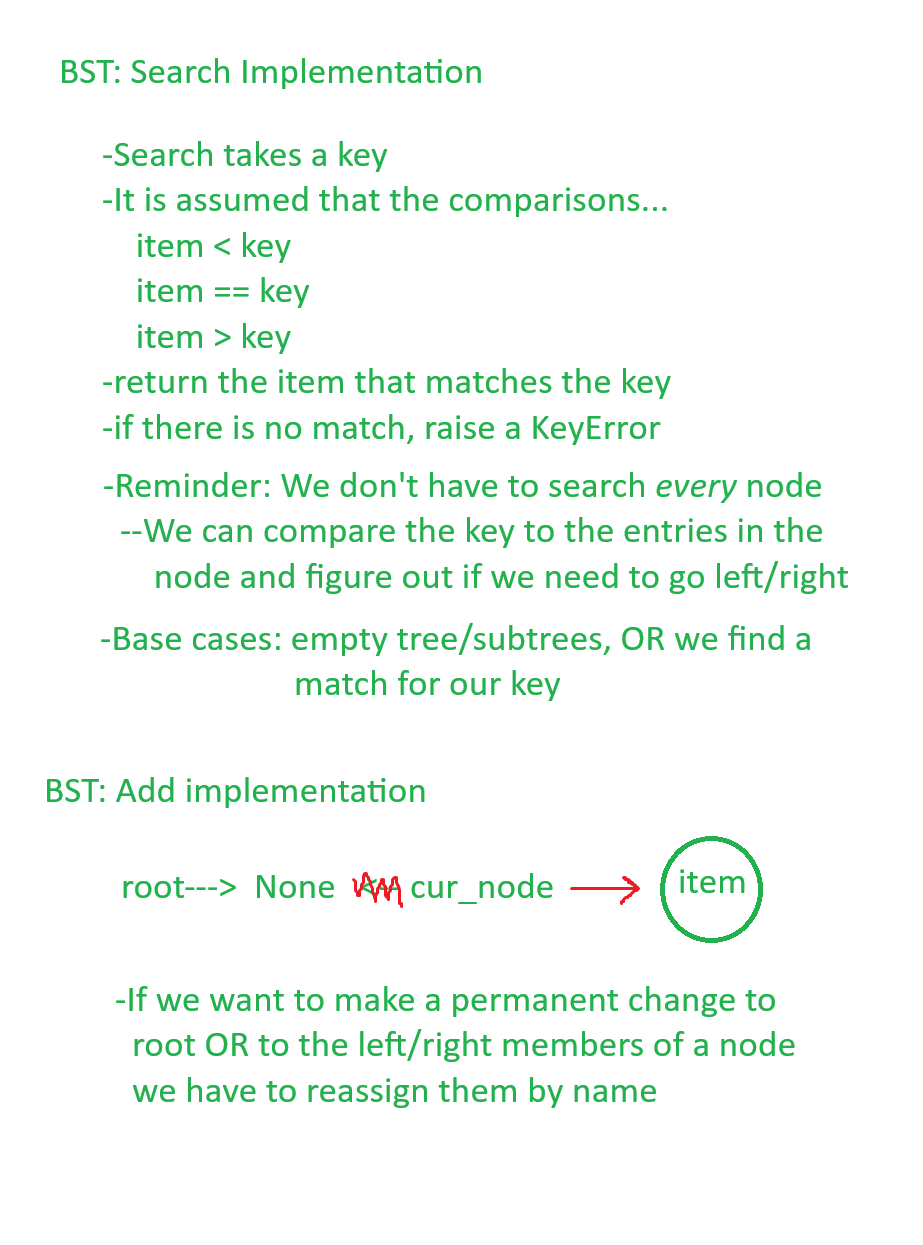 BST: Search Implementation
-Search takes a key
-It is assumed that the comparisons...
item < key
item == key
item > key
-return the item that matches the key
-if there is no match, raise a KeyError
-Reminder: We don't have to search every node
--We can compare the key to the entries in the
node and figure out if we need to go left/right
-Base cases: empty tree/subtrees, OR we find a
match for our key
BST: Add implementation
root---> None <-- cur_node item
-If we want to make a permanent change to
root OR to the left/right members of a node
we have to reassign them by name